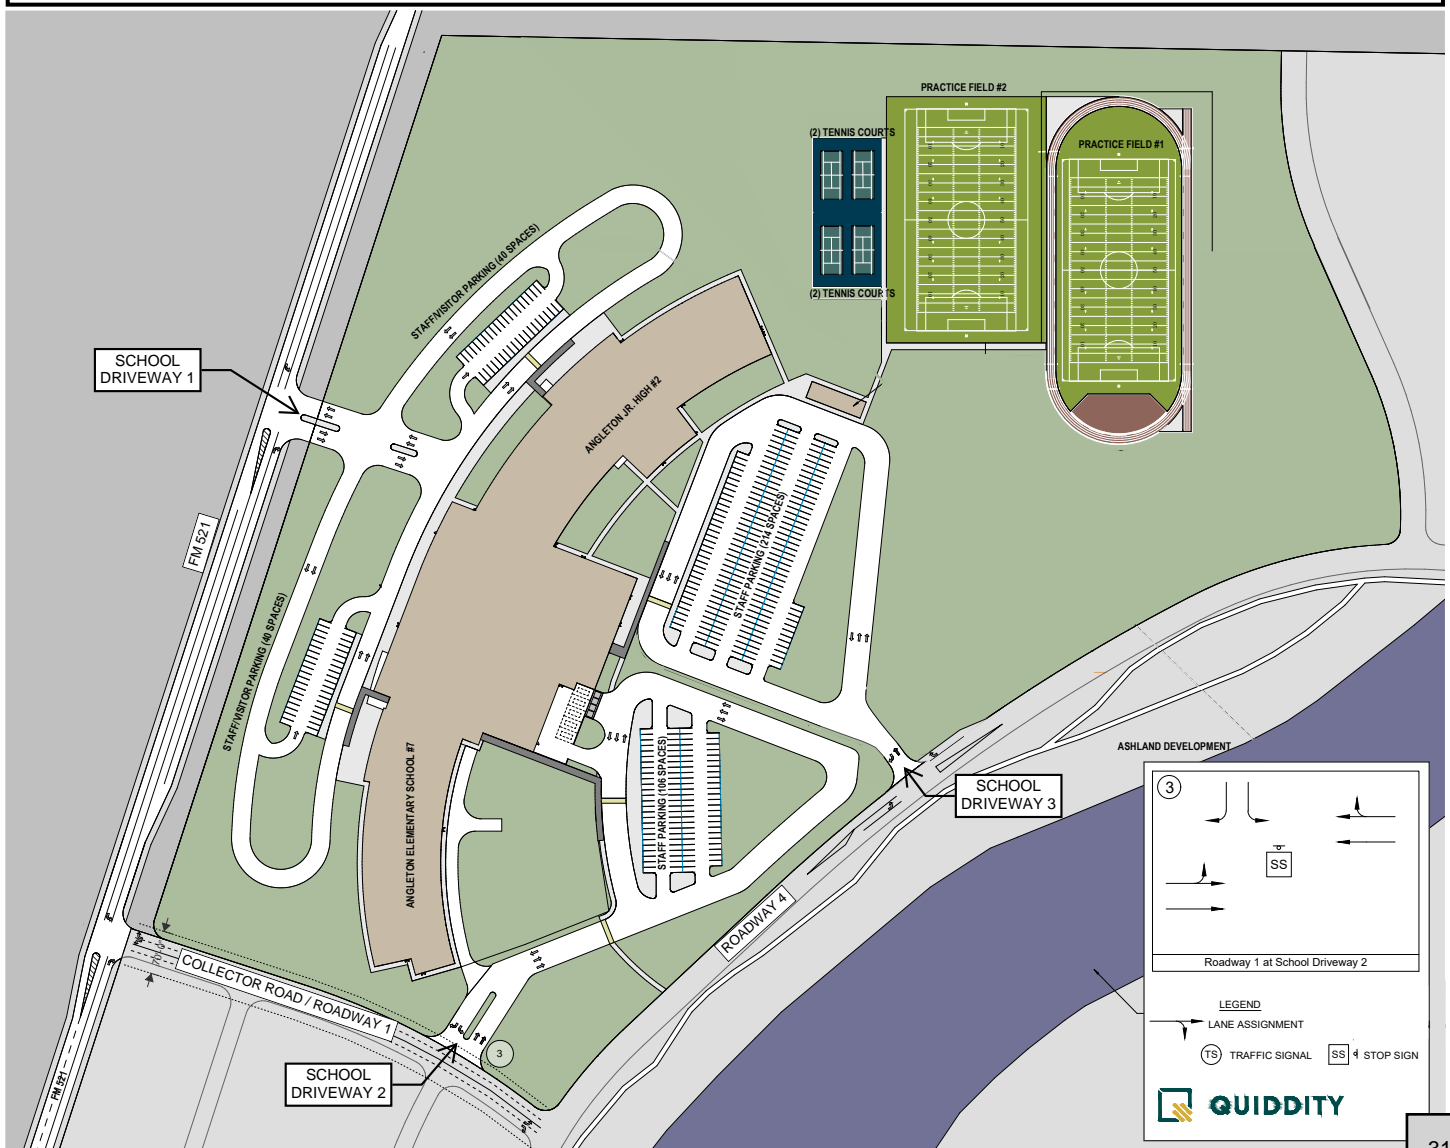 PRACTICE FIELD #2
(2) TENNIS COURTS
PRACTICE FIELD #1
STAFF/VISITOR PARKING (40 SPACES)
(2) TENNIS COURTS
SCHOOL
DRIVEWAY 1
ANGLETON JR. HIGH #2
FM 521
STAFF PARKING (214 SPACES)
STAFF/VISITOR PARKING (40 SPACES)
ANGLETON ELEMENTARY SCHOOL #7
STAFF PARKING (106 SPACES)
ASHLAND DEVELOPMENT
SCHOOL
DRIVEWAY 3
ROADWAY 4
COLLECTOR ROAD / ROADWAY 1
3
SCHOOL
DRIVEWAY 2
FM 521
3
SS
Roadway 1 at School Driveway 2
LEGEND
LANE ASSIGNMENT
TS TRAFFIC SIGNAL SS STOP SIGN
QUIDDITY